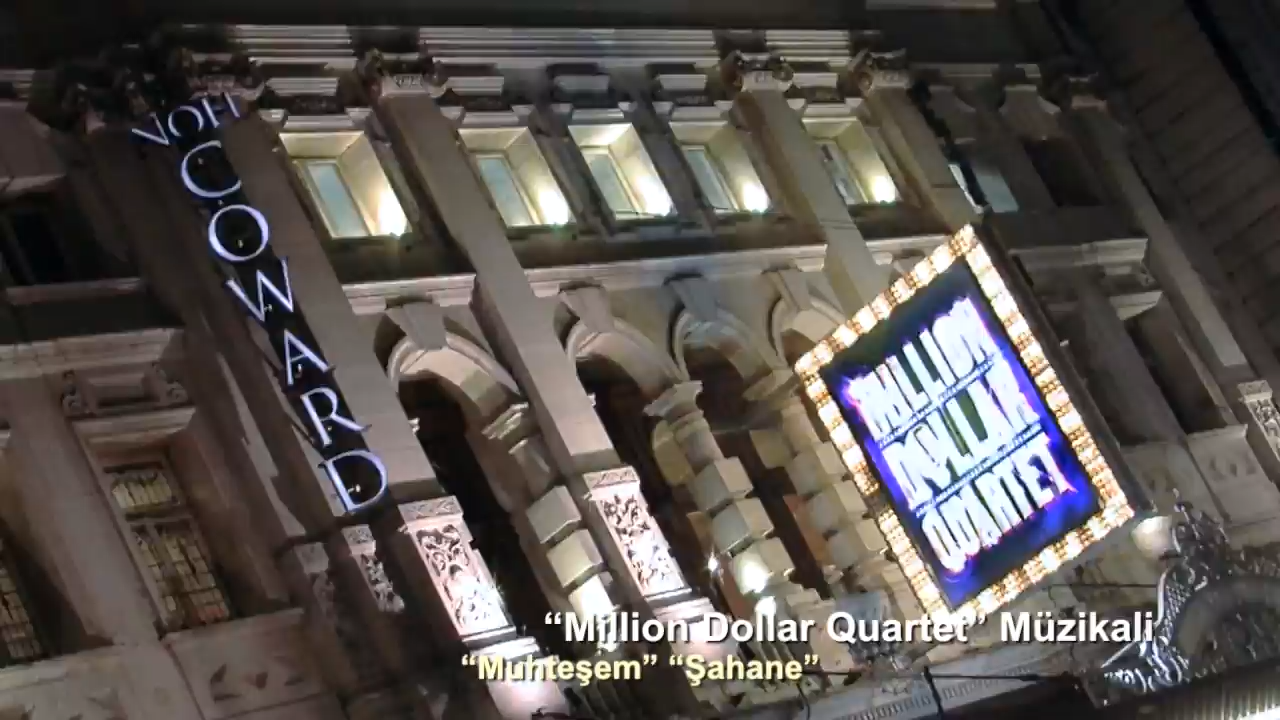 NOËL
COWARD
MILLION
DOLLAR
QUARTET
“Million Dollar Quartet” Müzikali
“Muhteşem” “Şahane”